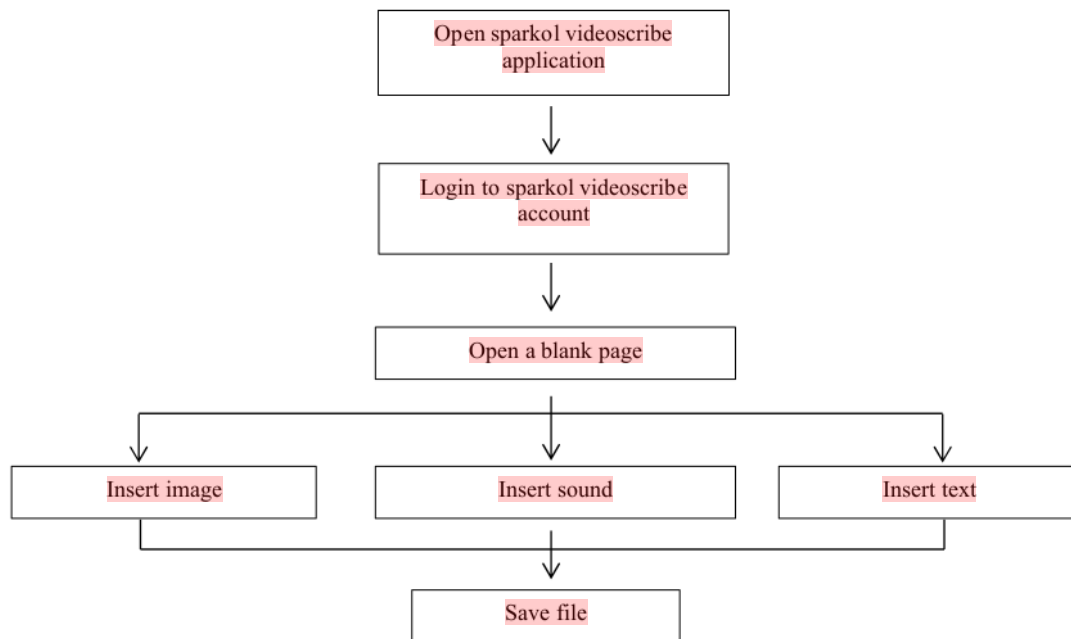 Open sparkol videoscribe
application
Login to sparkol videoscribe
account
Open a blank page
Insert image
Insert sound
Insert text
Save file